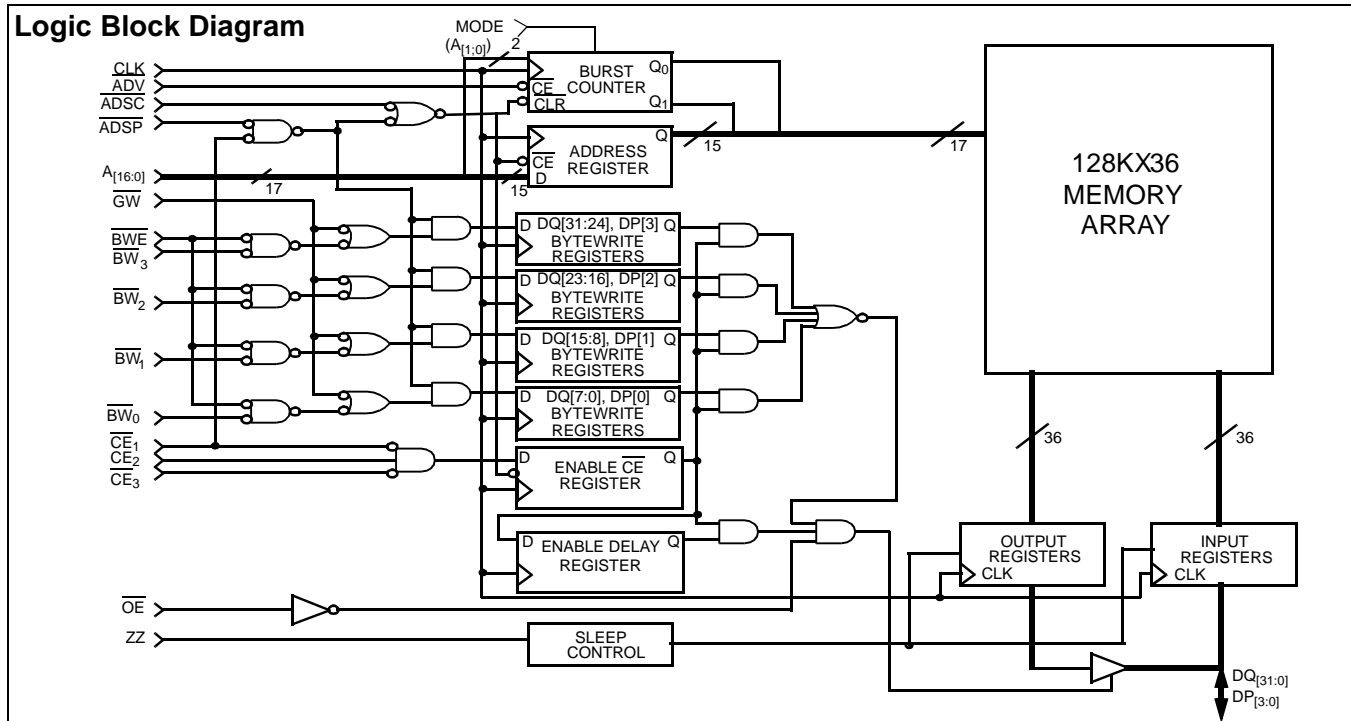 Logic Block Diagram
MODE
(A[1;0])
2
CLK
ADV
ADSC
ADSP
A[16:0]
17
GW
BWE
BW3
BW2
BW1
BW0
CE1
CE2
CE3
OE
ZZ
BURST
COUNTER
CE
CLR
Q0
Q1
ADDRESS
REGISTER
CE
D
Q
15
15
17
128KX36
MEMORY
ARRAY
D DQ[31:24], DP[3] Q
BYTEWRITE
REGISTERS
D DQ[23:16], DP[2] Q
BYTEWRITE
REGISTERS
D DQ[15:8], DP[1] Q
BYTEWRITE
REGISTERS
D DQ[7:0], DP[0] Q
BYTEWRITE
REGISTERS
D ENABLE CE Q
REGISTER
D ENABLE DELAY Q
REGISTER
SLEEP
CONTROL
36
36
OUTPUT
REGISTERS
CLK
INPUT
REGISTERS
CLK
DQ[31:0]
DP[3:0]